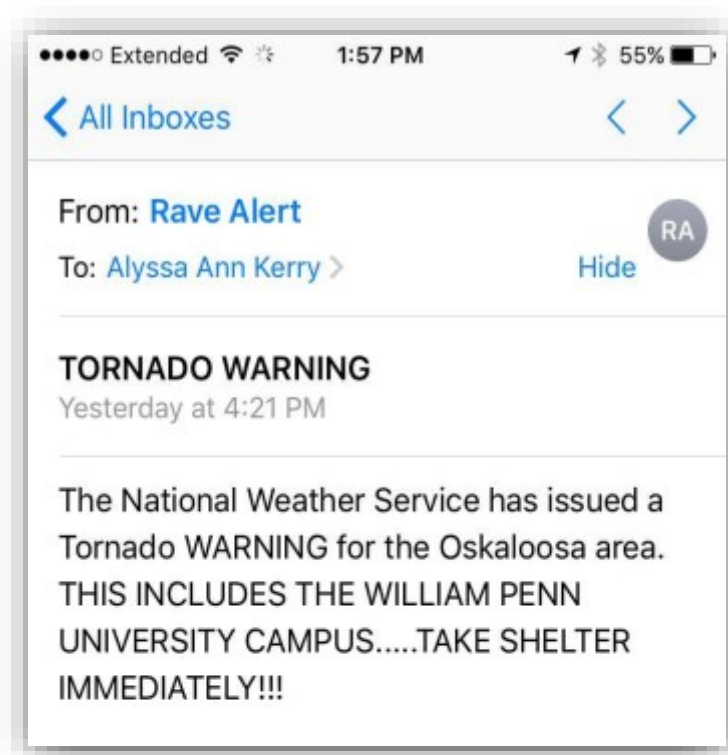 Extended 1:57 PM 55%
All Inboxes
From: Rave Alert
RA
To: Alyssa Ann Kerry Hide
TORNADO WARNING
Yesterday at 4:21 PM
The National Weather Service has issued a
Tornado WARNING for the Oskaloosa area.
THIS INCLUDES THE WILLIAM PENN
UNIVERSITY CAMPUS.....TAKE SHELTER
IMMEDIATELY!!!